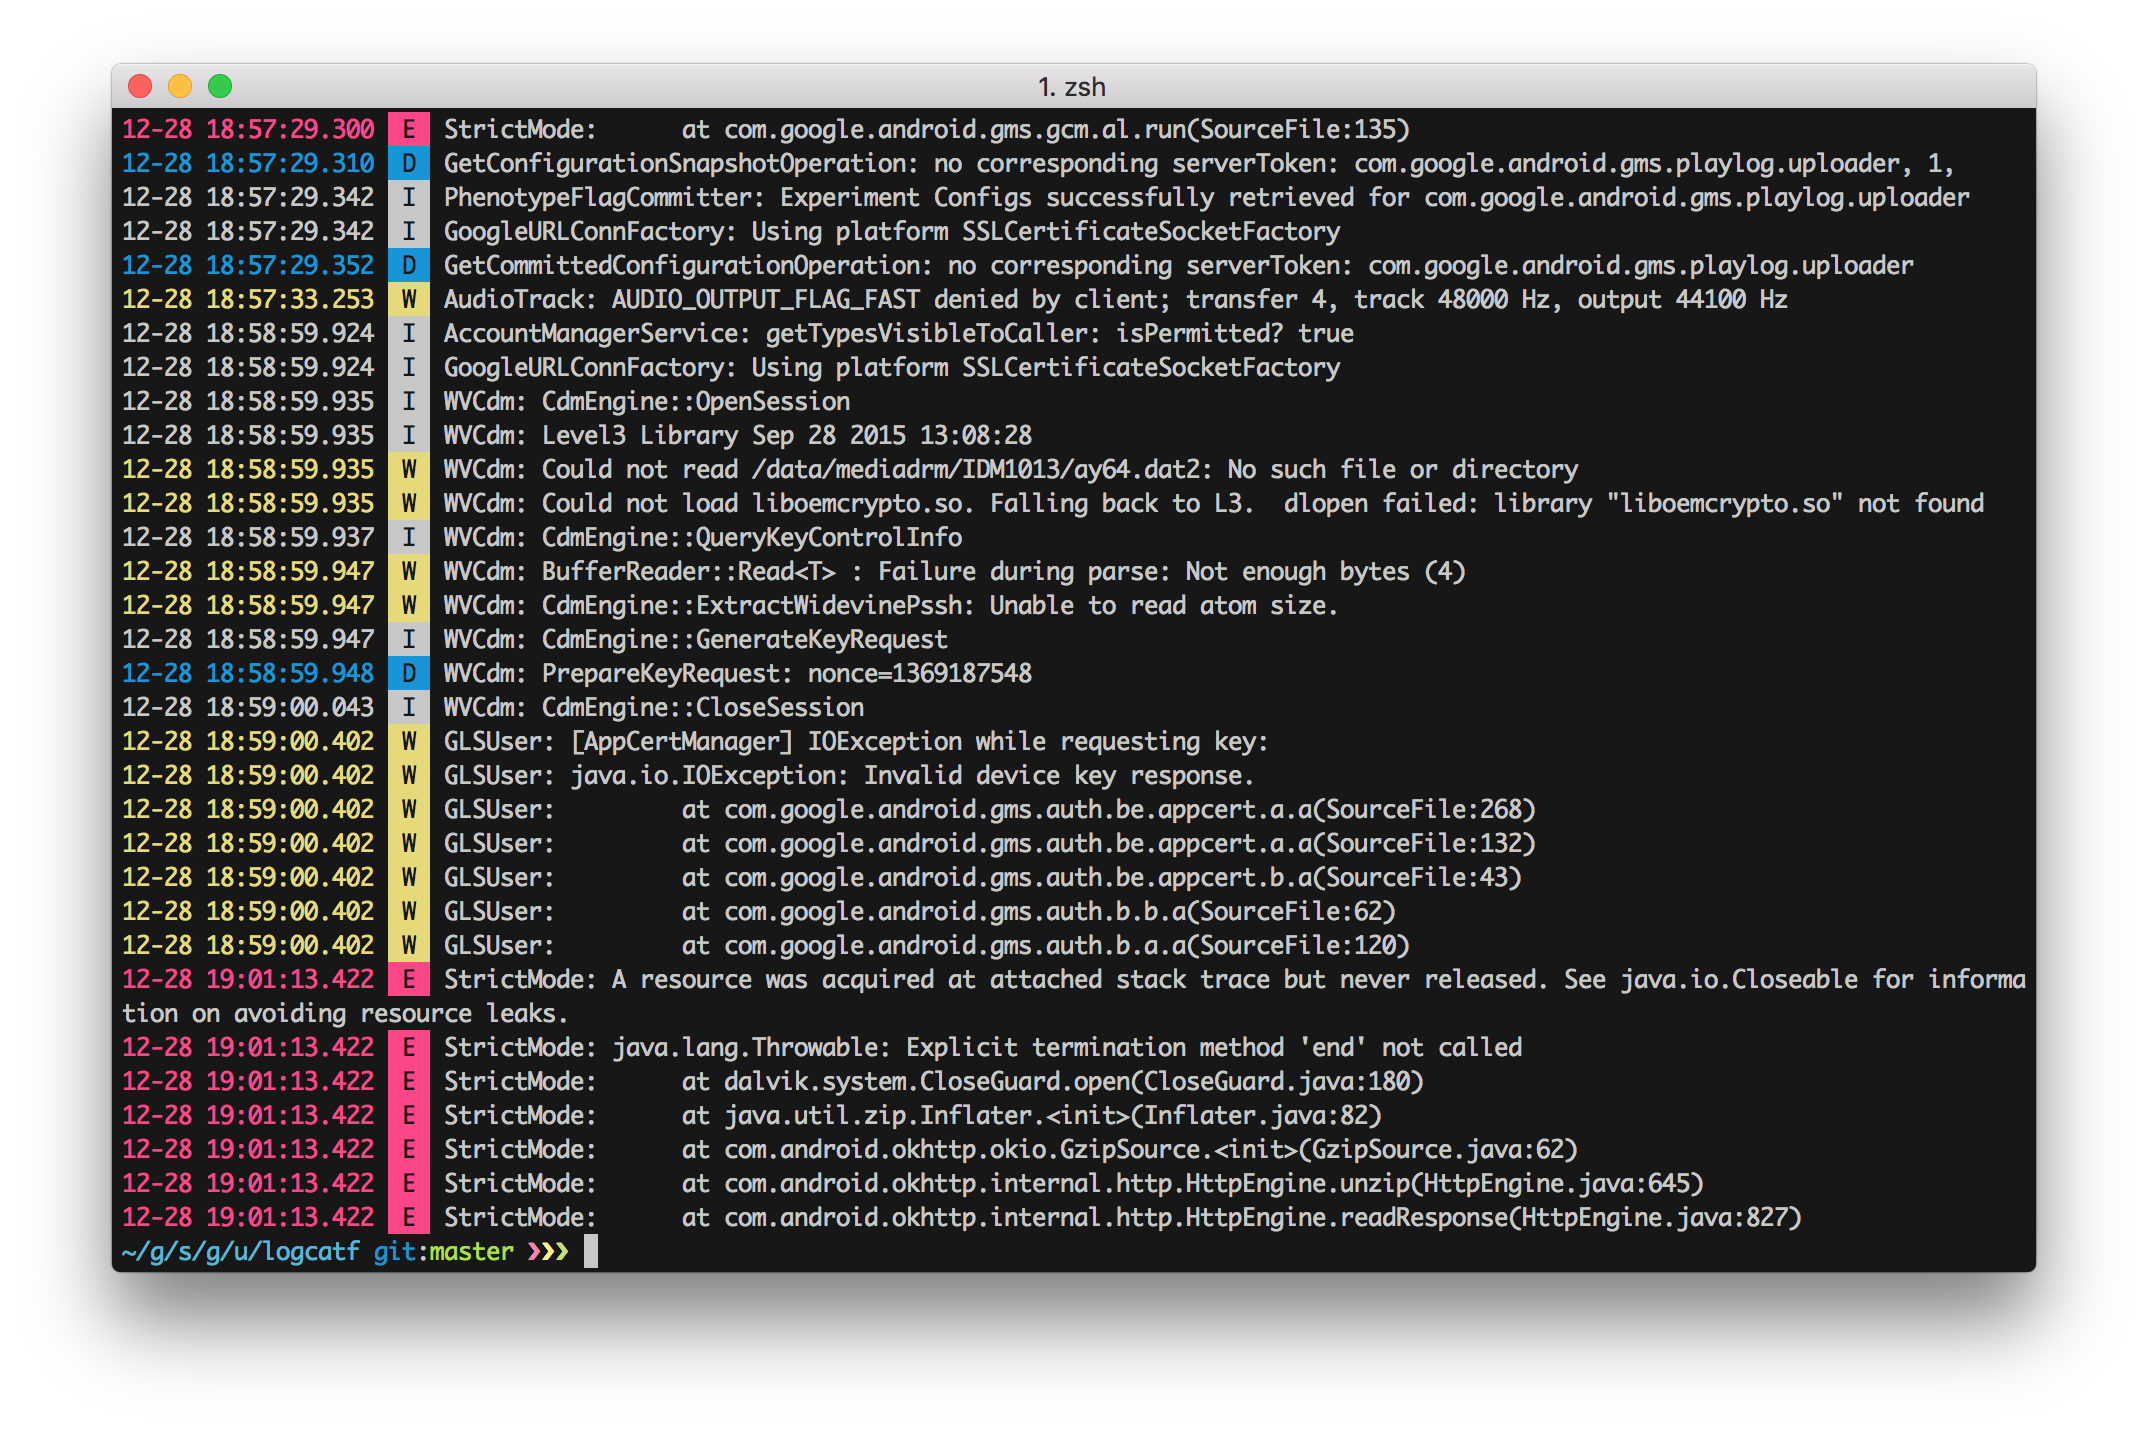 1. zsh
12-28 18:57:29.300 E StrictMode: at com.google.android.gms.gcm.al.run(SourceFile:135)
12-28 18:57:29.310 D GetConfigurationSnapshotOperation: no corresponding serverToken: com.google.android.gms.playlog.uploader, 1,
12-28 18:57:29.342 I PhenotypeFlagCommitter: Experiment Configs successfully retrieved for com.google.android.gms.playlog.uploader
12-28 18:57:29.342 I GoogleURLConnFactory: Using platform SSLCertificateSocketFactory
12-28 18:57:29.352 D GetCommittedConfigurationOperation: no corresponding serverToken: com.google.android.gms.playlog.uploader
12-28 18:57:33.253 W AudioTrack: AUDIO_OUTPUT_FLAG_FAST denied by client; transfer 4, track 48000 Hz, output 44100 Hz
12-28 18:58:59.924 I AccountManagerService: getTypesVisibleToCaller: isPermitted? true
12-28 18:58:59.924 I GoogleURLConnFactory: Using platform SSLCertificateSocketFactory
12-28 18:58:59.935 I WVCdm: CdmEngine::OpenSession
12-28 18:58:59.935 I WVCdm: Level3 Library Sep 28 2015 13:08:28
12-28 18:58:59.935 W WVCdm: Could not read /data/mediadrm/IDM1013/ay64.dat2: No such file or directory
12-28 18:58:59.935 W WVCdm: Could not load liboemcrypto.so. Falling back to L3.  dlopen failed: library "liboemcrypto.so" not found
12-28 18:58:59.937 I WVCdm: CdmEngine::QueryKeyControlInfo
12-28 18:58:59.947 W WVCdm: BufferReader::Read<T> : Failure during parse: Not enough bytes (4)
12-28 18:58:59.947 W WVCdm: CdmEngine::ExtractWidevinePssh: Unable to read atom size.
12-28 18:58:59.947 I WVCdm: CdmEngine::GenerateKeyRequest
12-28 18:58:59.948 D WVCdm: PrepareKeyRequest: nonce=1369187548
12-28 18:59:00.043 I WVCdm: CdmEngine::CloseSession
12-28 18:59:00.402 W GLSUser: [AppCertManager] IOException while requesting key:
12-28 18:59:00.402 W GLSUser: java.io.IOException: Invalid device key response.
12-28 18:59:00.402 W GLSUser: at com.google.android.gms.auth.be.appcert.a.a(SourceFile:268)
12-28 18:59:00.402 W GLSUser: at com.google.android.gms.auth.be.appcert.a.a(SourceFile:132)
12-28 18:59:00.402 W GLSUser: at com.google.android.gms.auth.be.appcert.b.a(SourceFile:43)
12-28 18:59:00.402 W GLSUser: at com.google.android.gms.auth.b.b.a(SourceFile:62)
12-28 18:59:00.402 W GLSUser: at com.google.android.gms.auth.b.a.a(SourceFile:120)
12-28 19:01:13.422 E StrictMode: A resource was acquired at attached stack trace but never released. See java.io.Closeable for informa
tion on avoiding resource leaks.
12-28 19:01:13.422 E StrictMode: java.lang.Throwable: Explicit termination method 'end' not called
12-28 19:01:13.422 E StrictMode: at dalvik.system.CloseGuard.open(CloseGuard.java:180)
12-28 19:01:13.422 E StrictMode: at java.util.zip.Inflater.<init>(Inflater.java:82)
12-28 19:01:13.422 E StrictMode: at com.android.okhttp.okio.GzipSource.<init>(GzipSource.java:62)
12-28 19:01:13.422 E StrictMode: at com.android.okhttp.internal.http.HttpEngine.unzip(HttpEngine.java:645)
12-28 19:01:13.422 E StrictMode: at com.android.okhttp.internal.http.HttpEngine.readResponse(HttpEngine.java:827)
~/g/s/g/u/logcatf git:master ❯❯❯